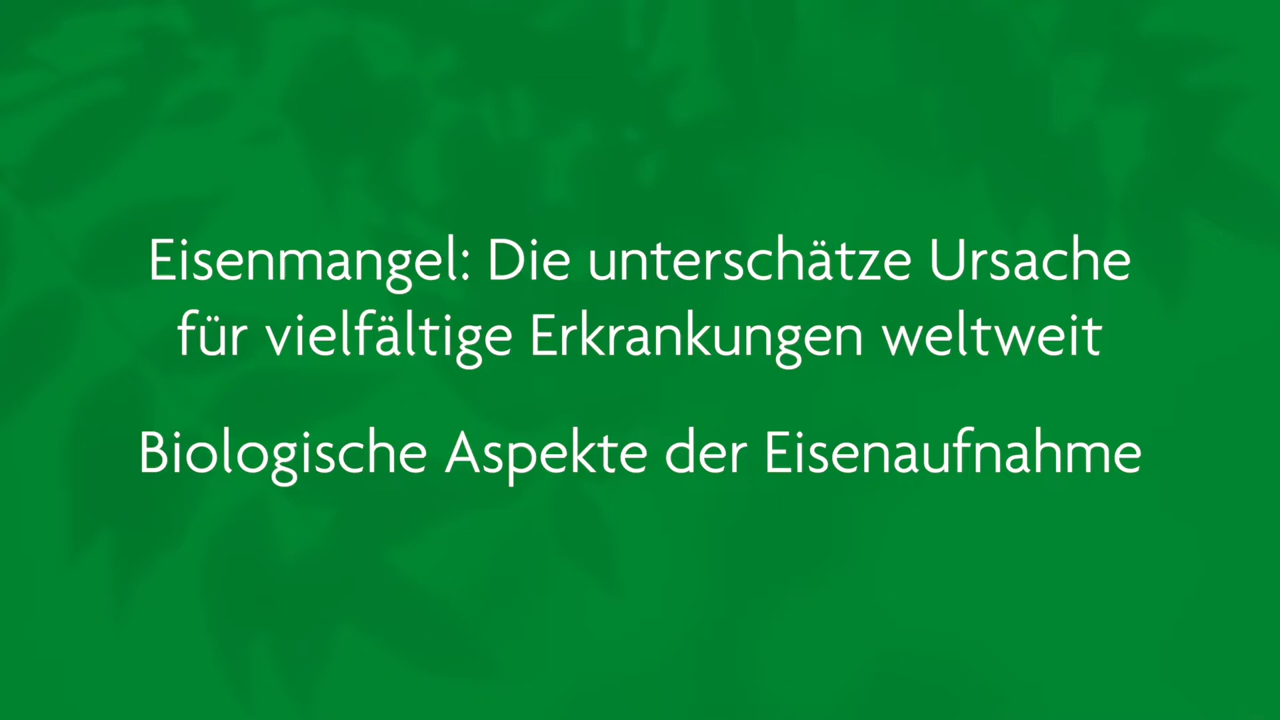 Eisenmangel: Die unterschätze Ursache
für vielfältige Erkrankungen weltweit
Biologische Aspekte der Eisenaufnahme